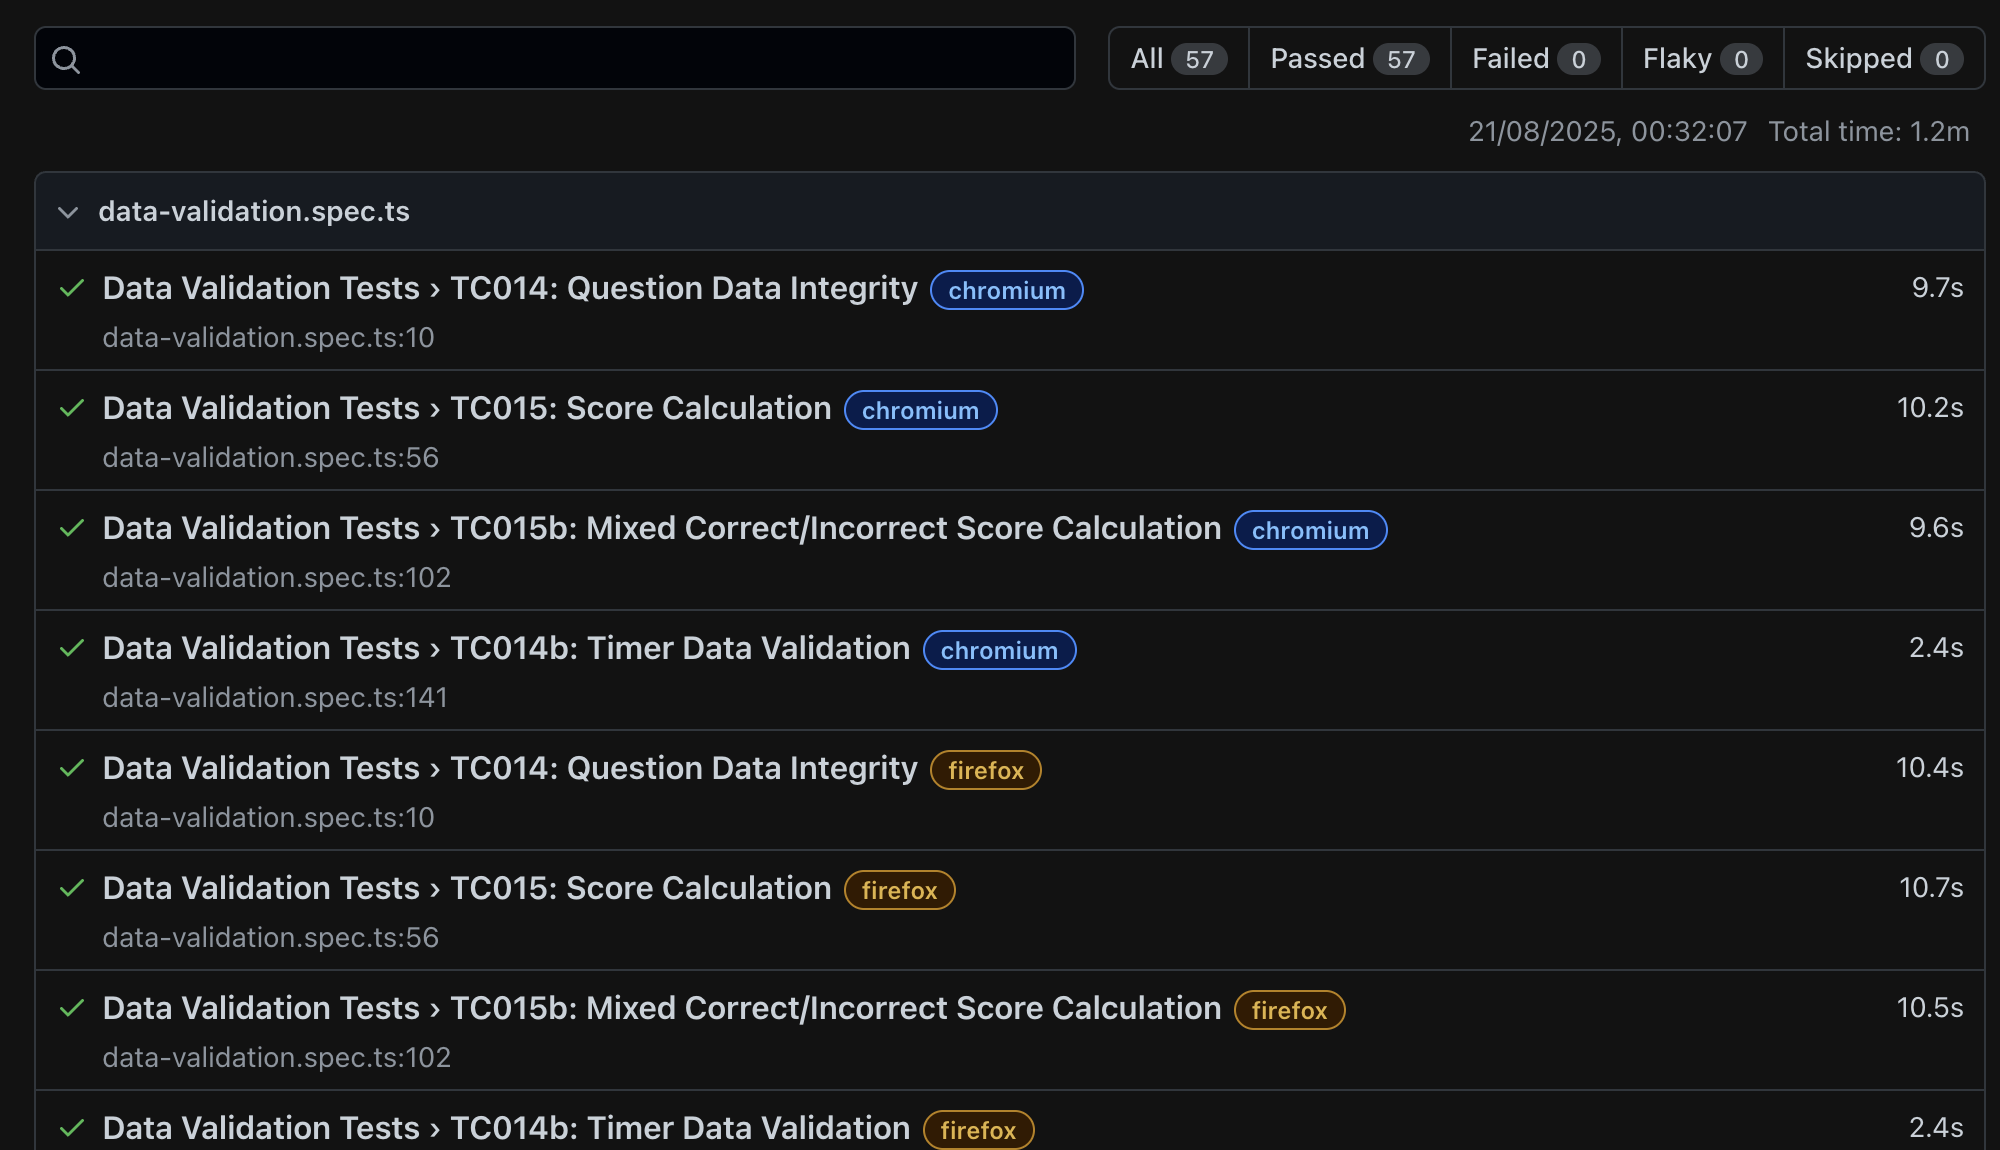 All 57 Passed 57 Failed 0 Flaky 0 Skipped 0
21/08/2025, 00:32:07 Total time: 1.2m
data-validation.spec.ts
Data Validation Tests › TC014: Question Data Integrity chromium 9.7s
data-validation.spec.ts:10
Data Validation Tests › TC015: Score Calculation chromium 10.2s
data-validation.spec.ts:56
Data Validation Tests › TC015b: Mixed Correct/Incorrect Score Calculation chromium 9.6s
data-validation.spec.ts:102
Data Validation Tests › TC014b: Timer Data Validation chromium 2.4s
data-validation.spec.ts:141
Data Validation Tests › TC014: Question Data Integrity firefox 10.4s
data-validation.spec.ts:10
Data Validation Tests › TC015: Score Calculation firefox 10.7s
data-validation.spec.ts:56
Data Validation Tests › TC015b: Mixed Correct/Incorrect Score Calculation firefox 10.5s
data-validation.spec.ts:102
Data Validation Tests › TC014b: Timer Data Validation firefox 2.4s